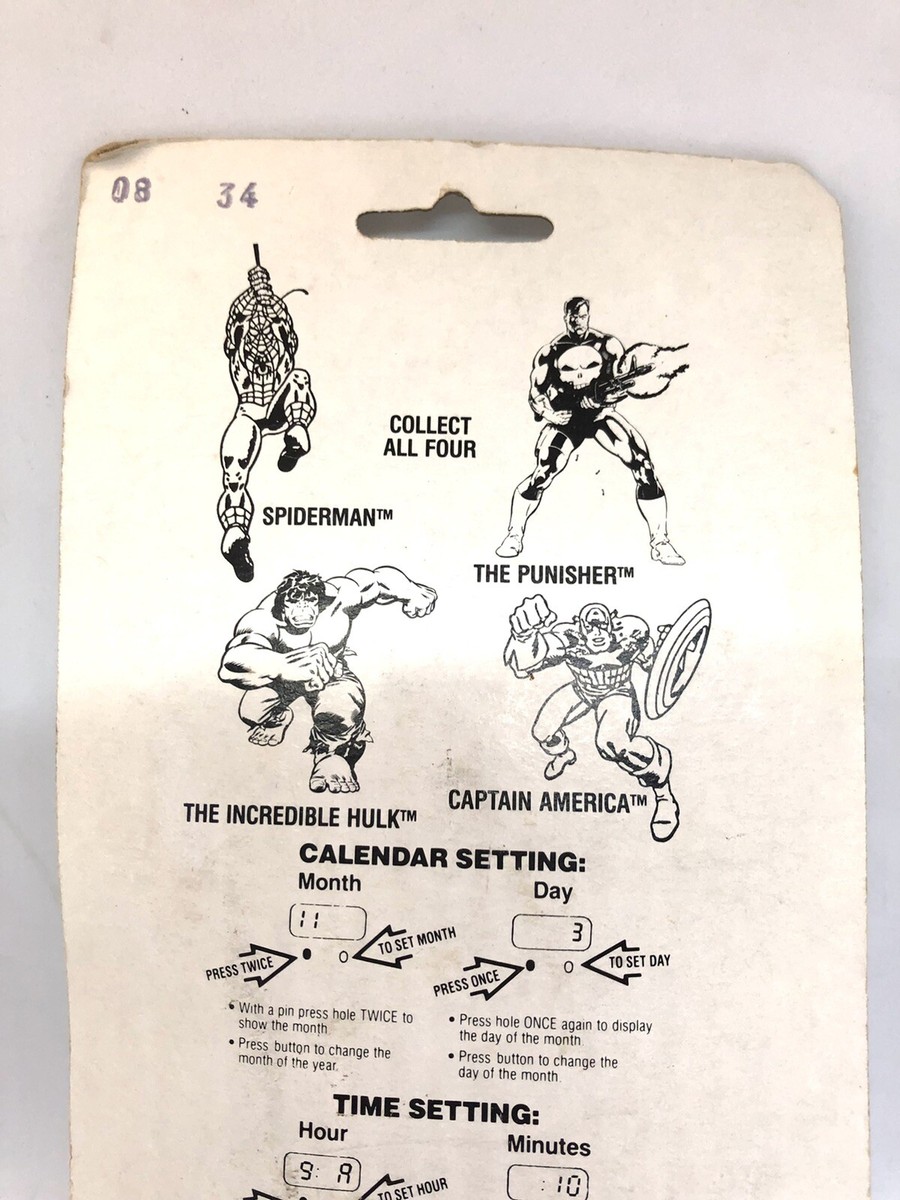 08 34
COLLECT
ALL FOUR
SPIDERMAN™
THE PUNISHER™
THE INCREDIBLE HULK™
CAPTAIN AMERICA™
CALENDAR SETTING:
Month
11
PRESS TWICE
TO SET MONTH
• With a pin press hole TWICE to
show the month
• Press button to change the
month of the year.
Day
3
PRESS ONCE
TO SET DAY
• Press hole ONCE again to display
the day of the month.
• Press button to change the
day of the month.
TIME SETTING:
Hour
9: A
TO SET HOUR
Minutes
:10